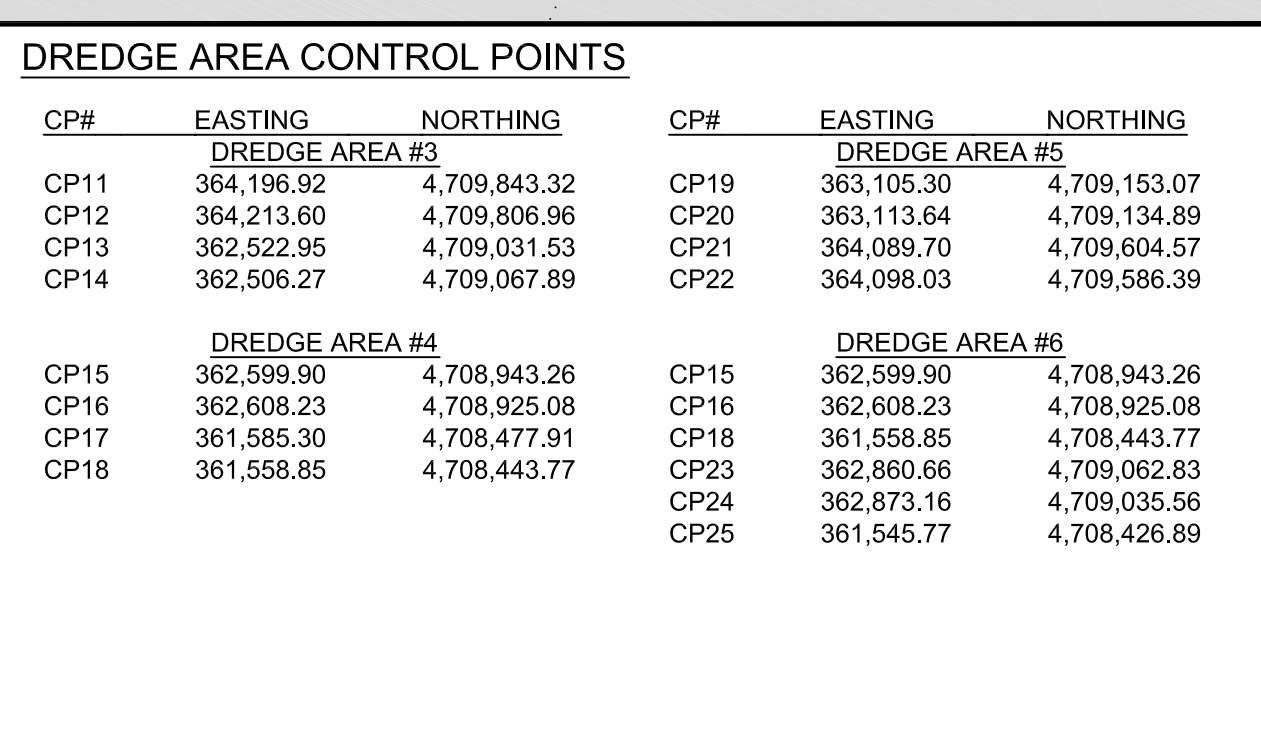 DREDGE AREA CONTROL POINTS
CP# EASTING NORTHING
DREDGE AREA #3
CP11 364,196.92 4,709,843.32
CP12 364,213.60 4,709,806.96
CP13 362,522.95 4,709,031.53
CP14 362,506.27 4,709,067.89
DREDGE AREA #4
CP15 362,599.90 4,708,943.26
CP16 362,608.23 4,708,925.08
CP17 361,585.30 4,708,477.91
CP18 361,558.85 4,708,443.77
CP# EASTING NORTHING
DREDGE AREA #5
CP19 363,105.30 4,709,153.07
CP20 363,113.64 4,709,134.89
CP21 364,089.70 4,709,604.57
CP22 364,098.03 4,709,586.39
DREDGE AREA #6
CP15 362,599.90 4,708,943.26
CP16 362,608.23 4,708,925.08
CP18 361,558.85 4,708,443.77
CP23 362,860.66 4,709,062.83
CP24 362,873.16 4,709,035.56
CP25 361,545.77 4,708,426.89